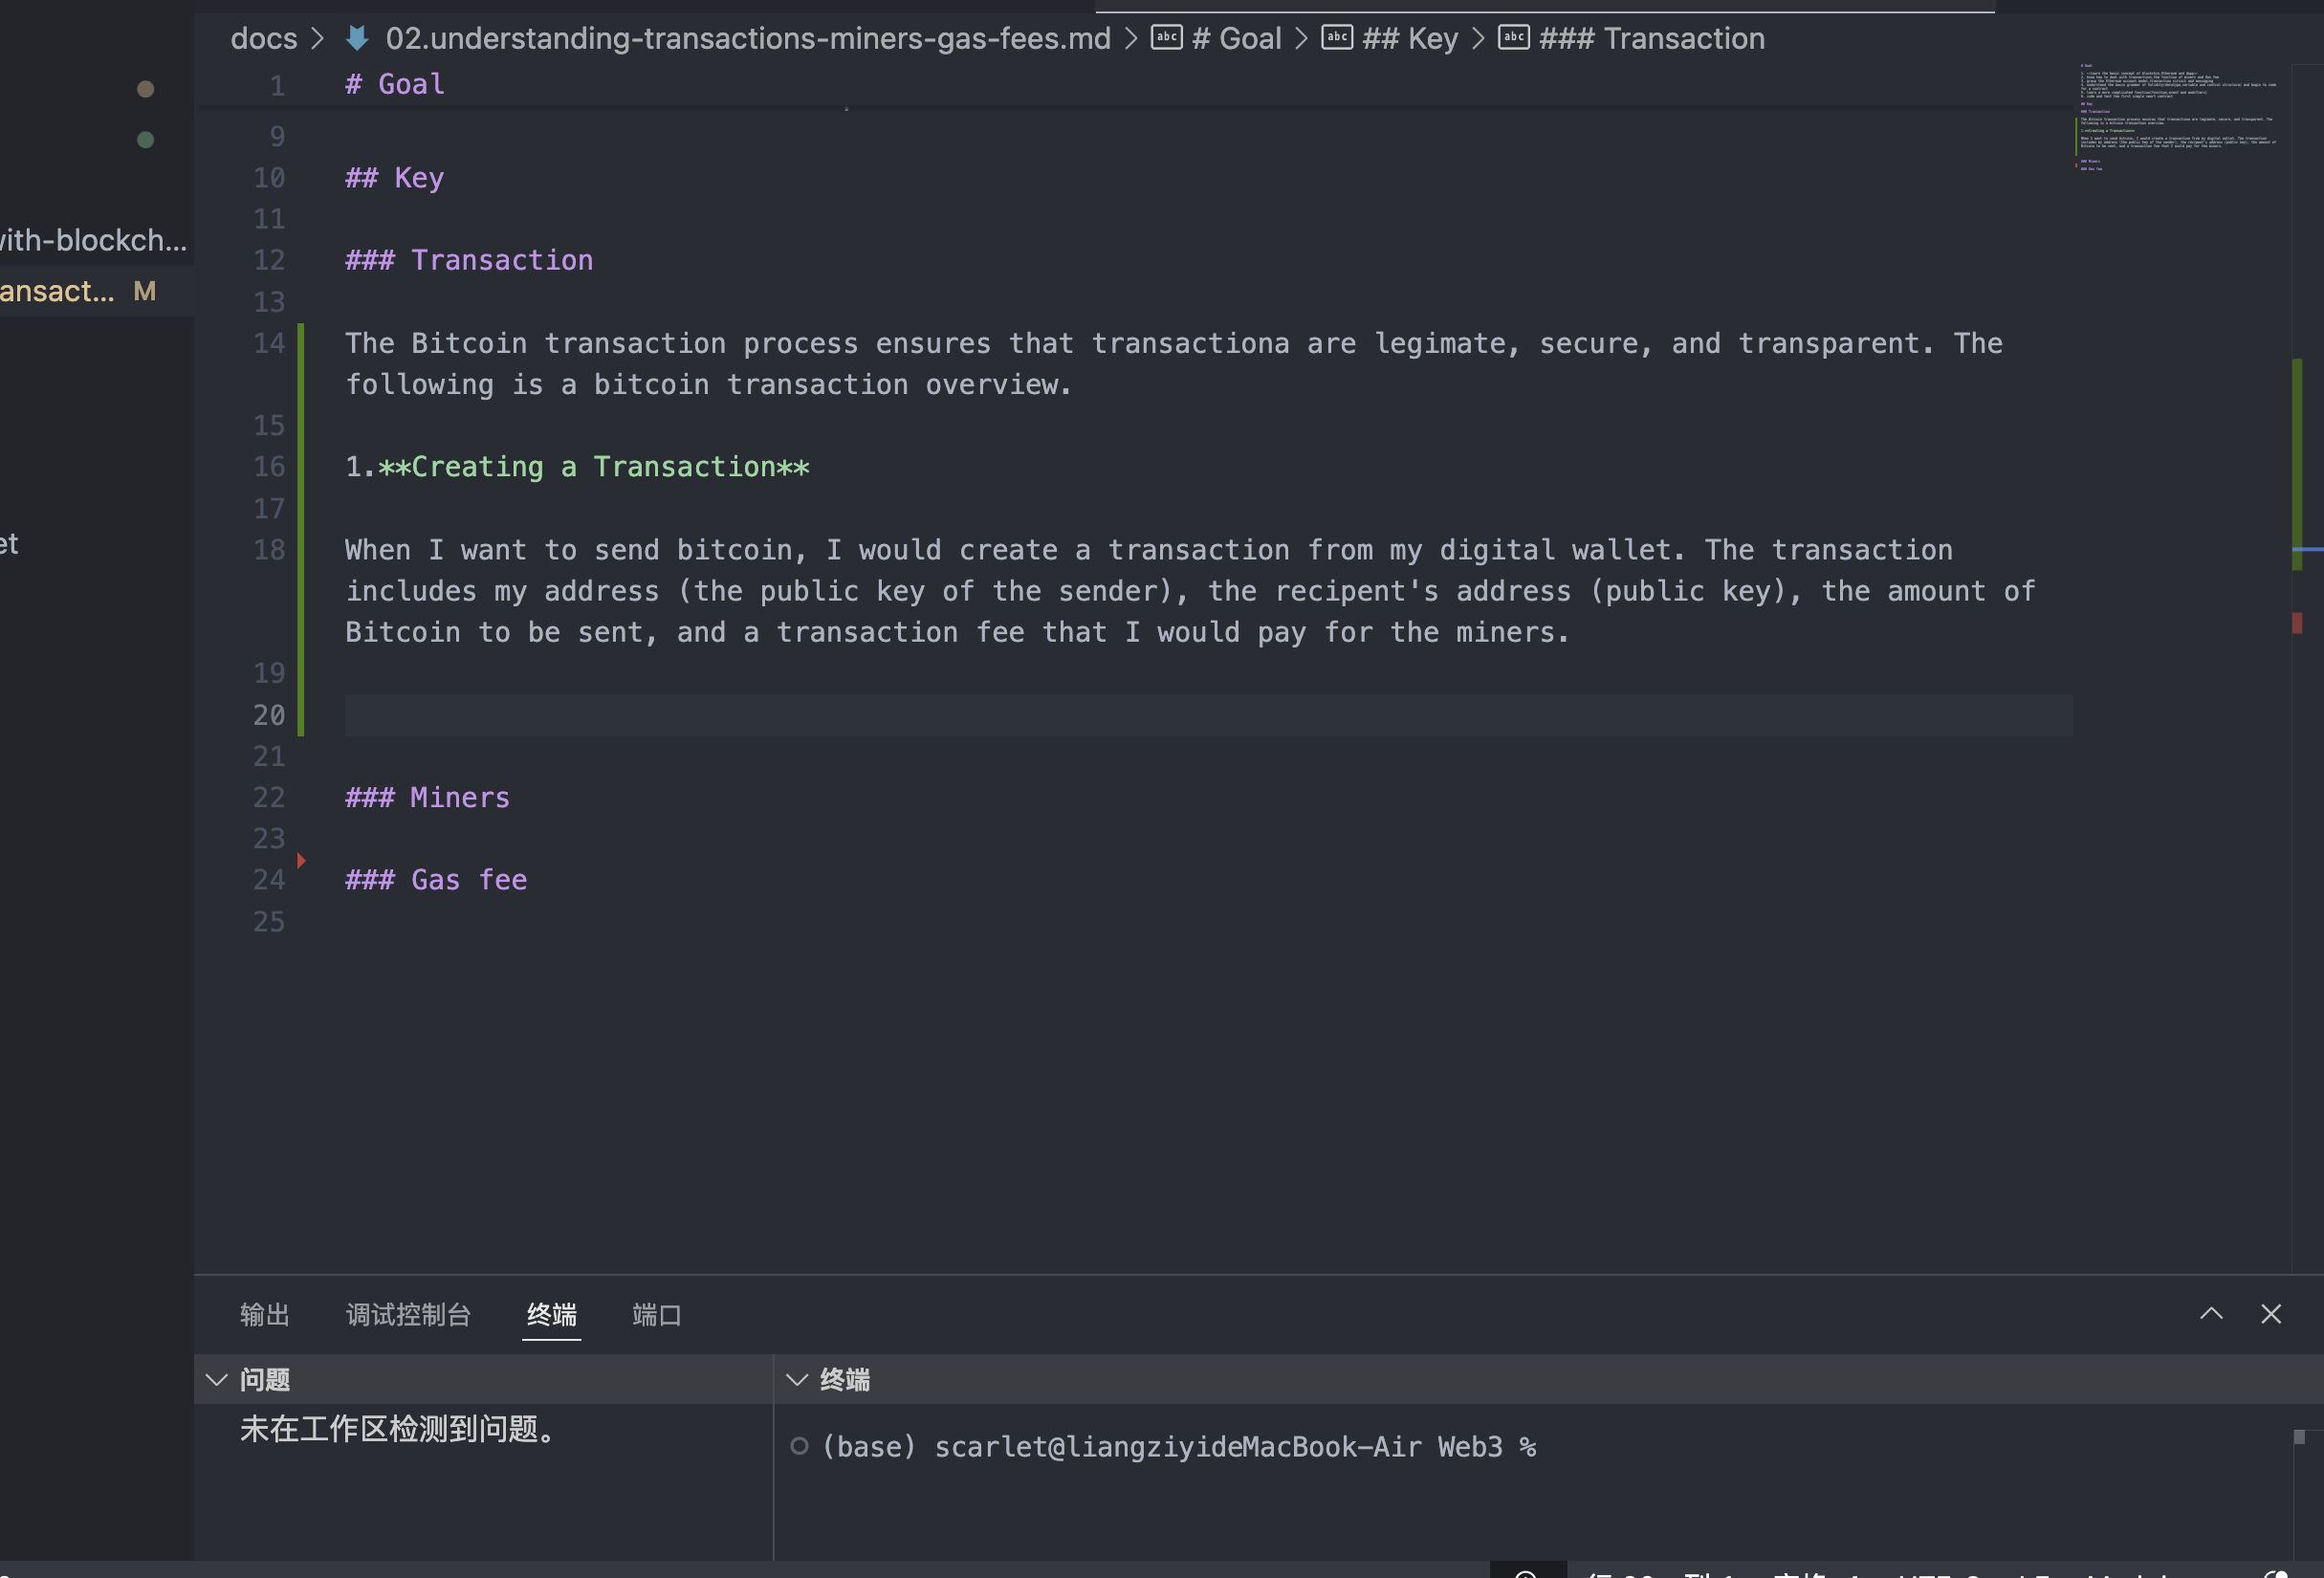 docs > 02.understanding-transactions-miners-gas-fees.md > # Goal > ## Key > ### Transaction
1 # Goal
9
10 ## Key
11
12 ### Transaction
13
14 The Bitcoin transaction process ensures that transactiona are legimate, secure, and transparent. The
following is a bitcoin transaction overview.
15
16 1.**Creating a Transaction**
17
18 When I want to send bitcoin, I would create a transaction from my digital wallet. The transaction
includes my address (the public key of the sender), the recipent's address (public key), the amount of
Bitcoin to be sent, and a transaction fee that I would pay for the miners.
19
20
21
22 ### Miners
23
24 ### Gas fee
25
with-blockch...
ansact... M
et
输出 调试控制台 终端 端口
问题
未在工作区检测到问题。
终端
(base) scarlet@liangziyideMacBook-Air Web3 %